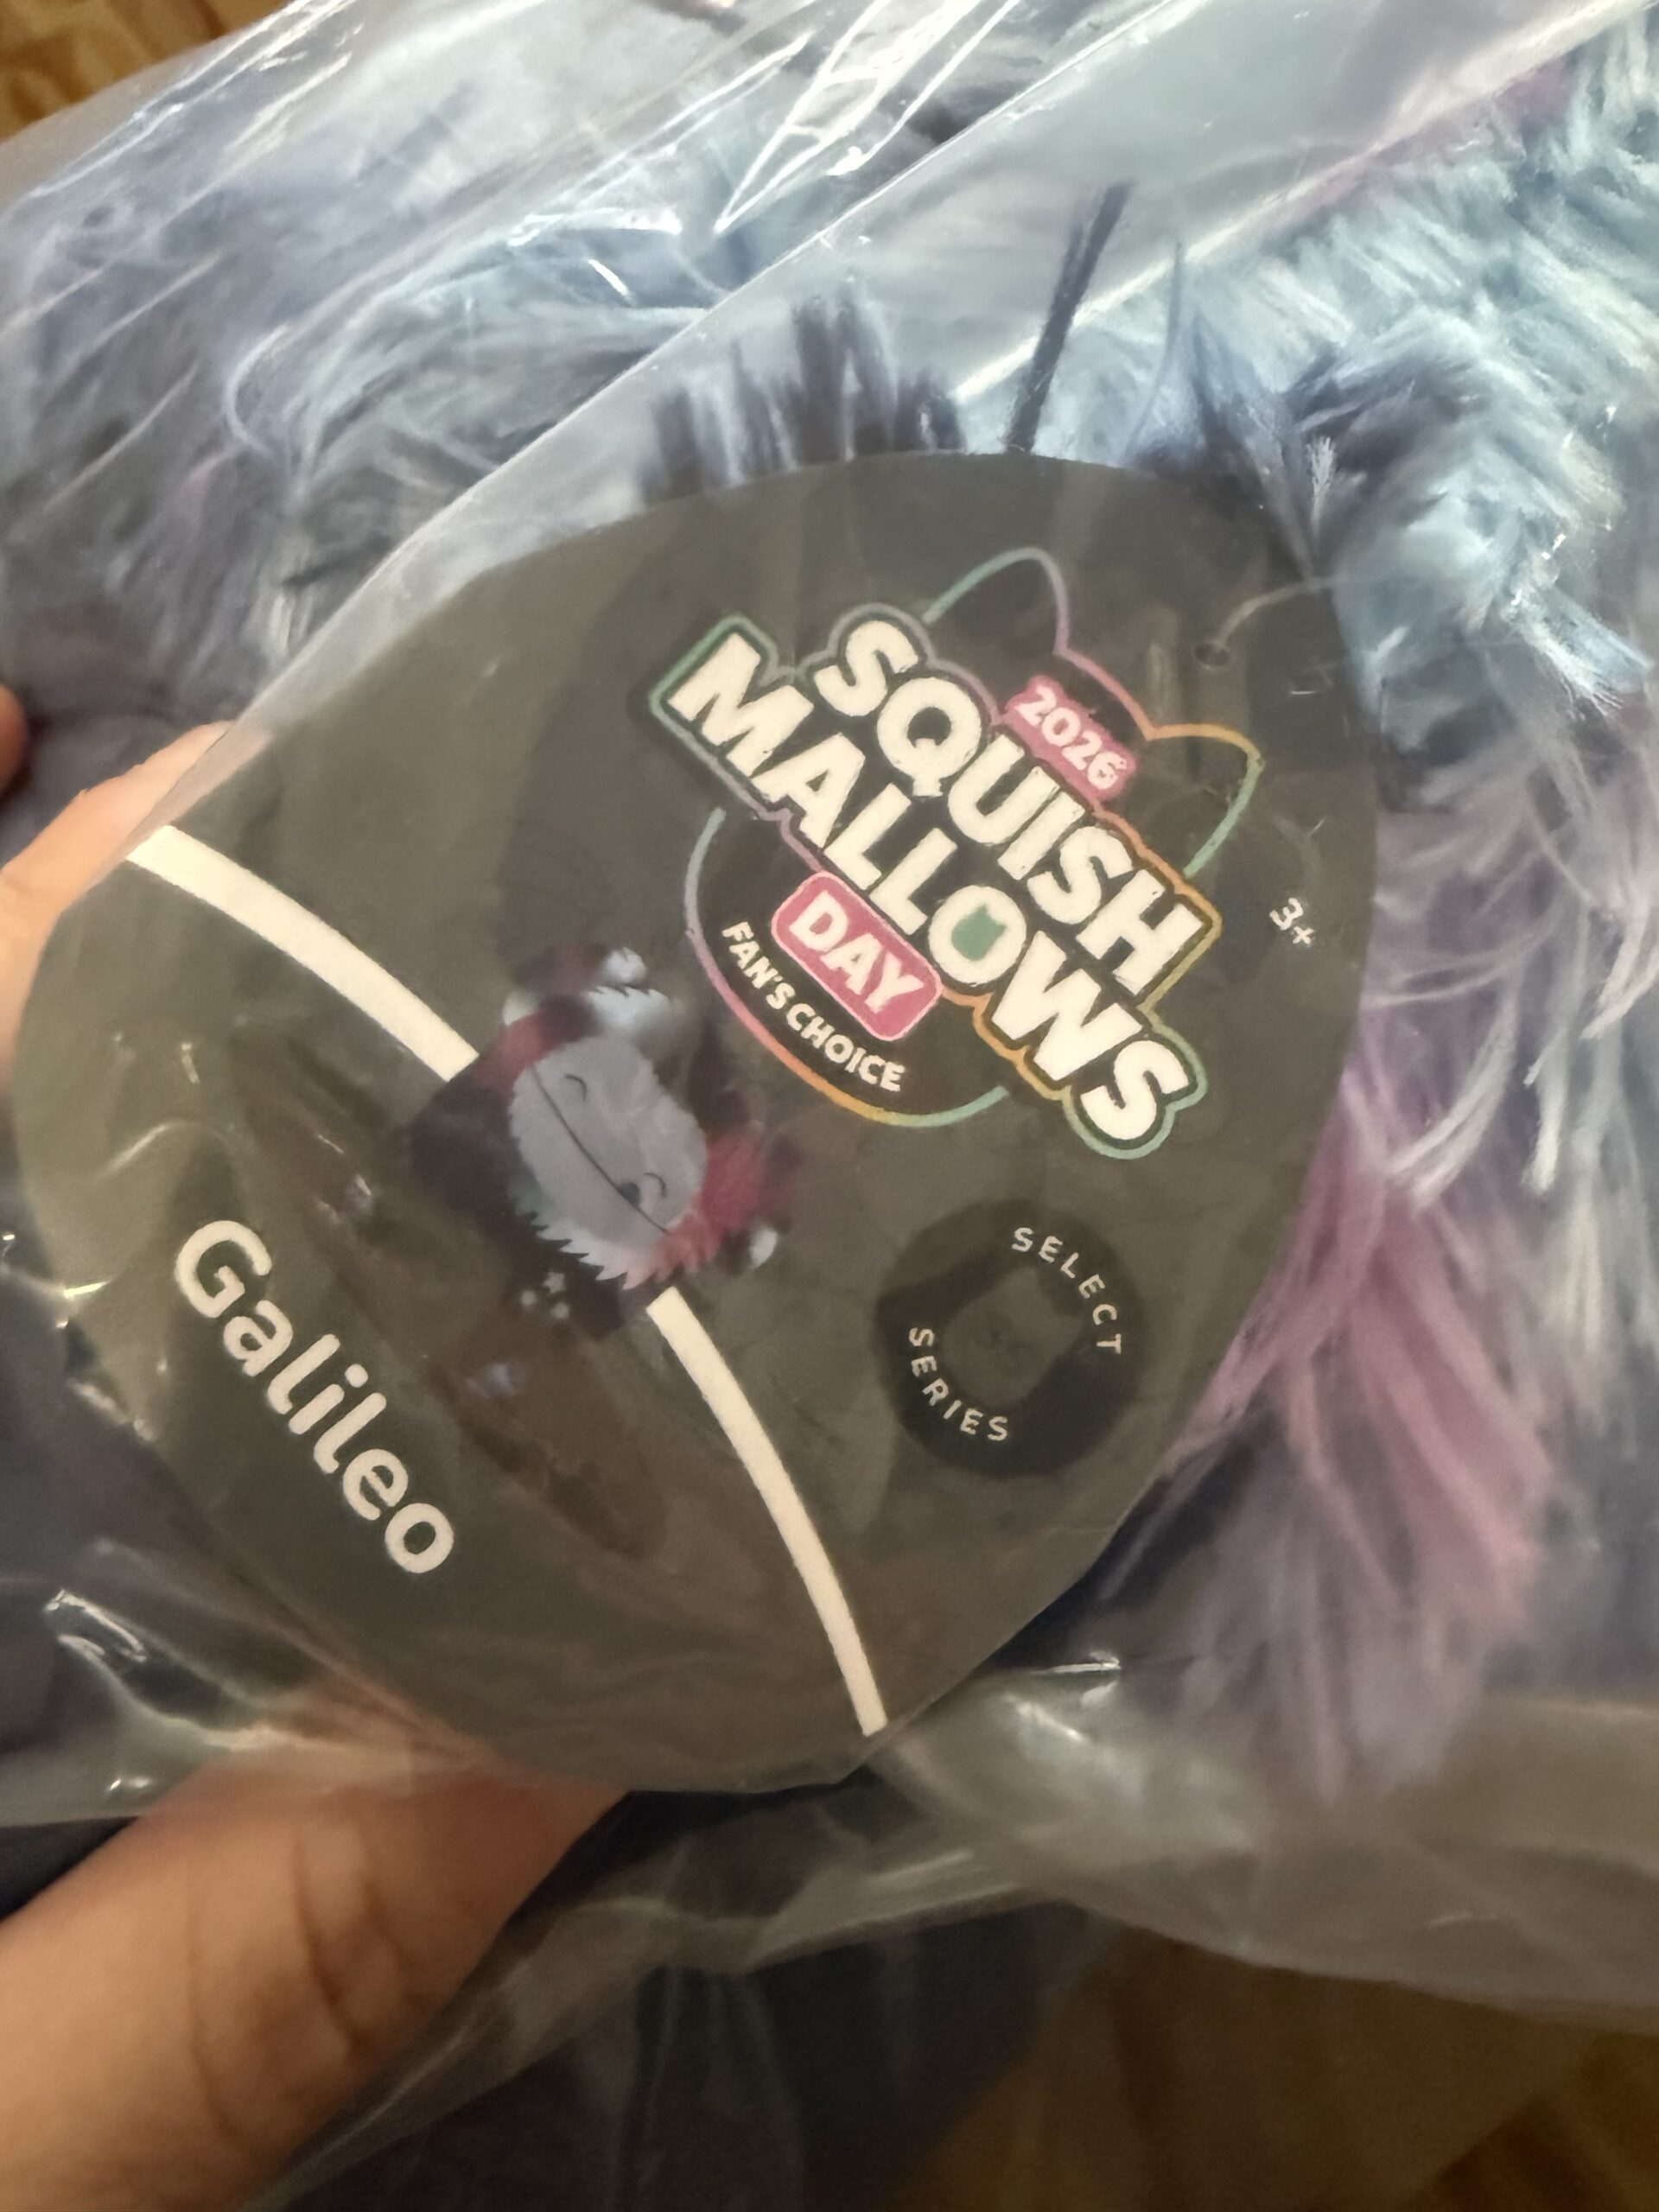 2026
SQUISH
MALLOWS
DAY
FAN'S CHOICE
3+
SELECT
SERIES
Galileo